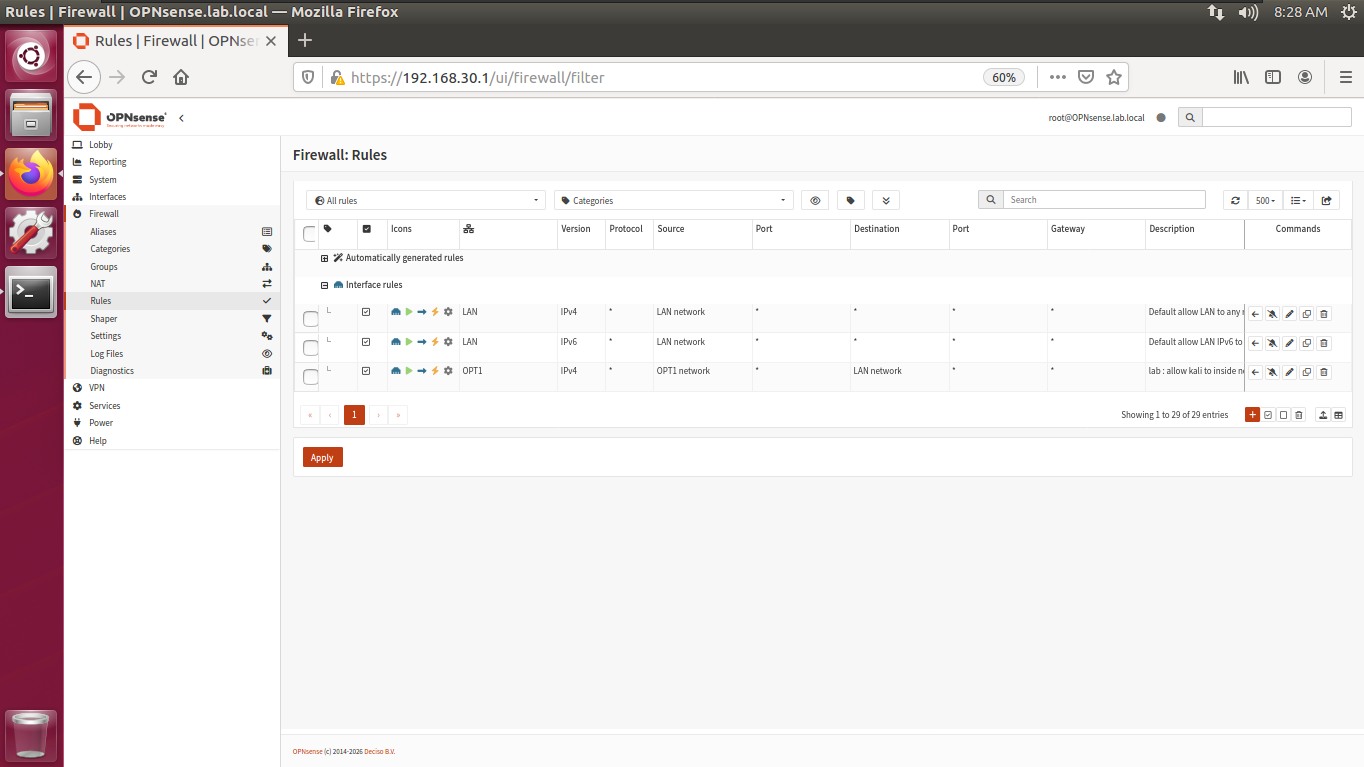 Rules | Firewall | OPNsense.lab.local — Mozilla Firefox
8:28 AM
Rules | Firewall | OPNser
https://192.168.30.1/ui/firewall/filter
60%
OPNsense
root@OPNsense.lab.local
Lobby
Reporting
System
Interfaces
Firewall
Aliases
Categories
Groups
NAT
Rules
Shaper
Settings
Log Files
Diagnostics
VPN
Services
Power
Help
Firewall: Rules
All rules
Categories
Search
500
Icons Version Protocol Source Port Destination Port Gateway Description Commands
Automatically generated rules
Interface rules
LAN IPv4 * LAN network * * * * Default allow LAN to any r
LAN IPv6 * LAN network * * * * Default allow LAN IPv6 to
OPT1 IPv4 * OPT1 network * LAN network * * lab : allow kali to inside ne
« ‹ 1 › »
Showing 1 to 29 of 29 entries
Apply
OPNsense (c) 2014-2026 Deciso B.V.